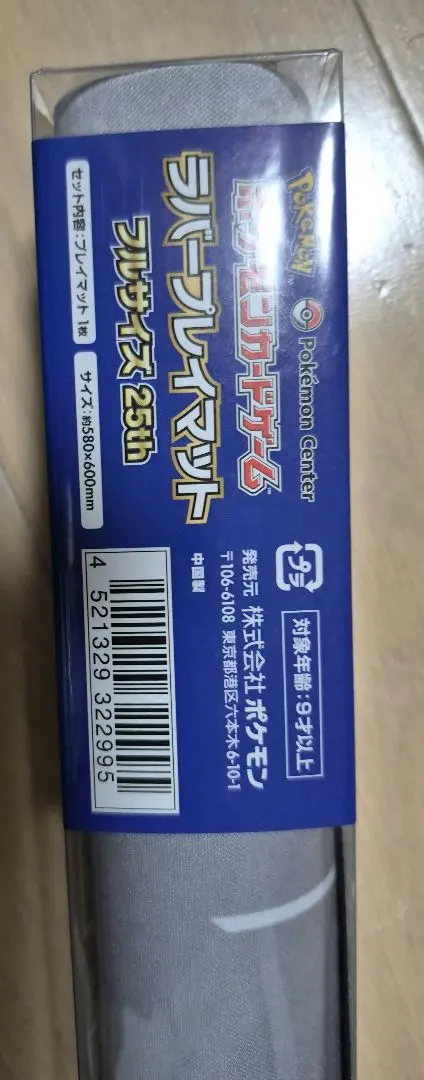 POKÉMON™ Pokémon Center
ポケモンカードゲーム™
ラバープレイマット
フルサイズ 25th
セット内容:プレイマット 1枚
サイズ:約580×600mm
対象年齢:9才以上
プラ
発売元 株式会社 ポケモン
〒106-6108 東京都港区六本木6-10-1
中国製
4 521329 322995